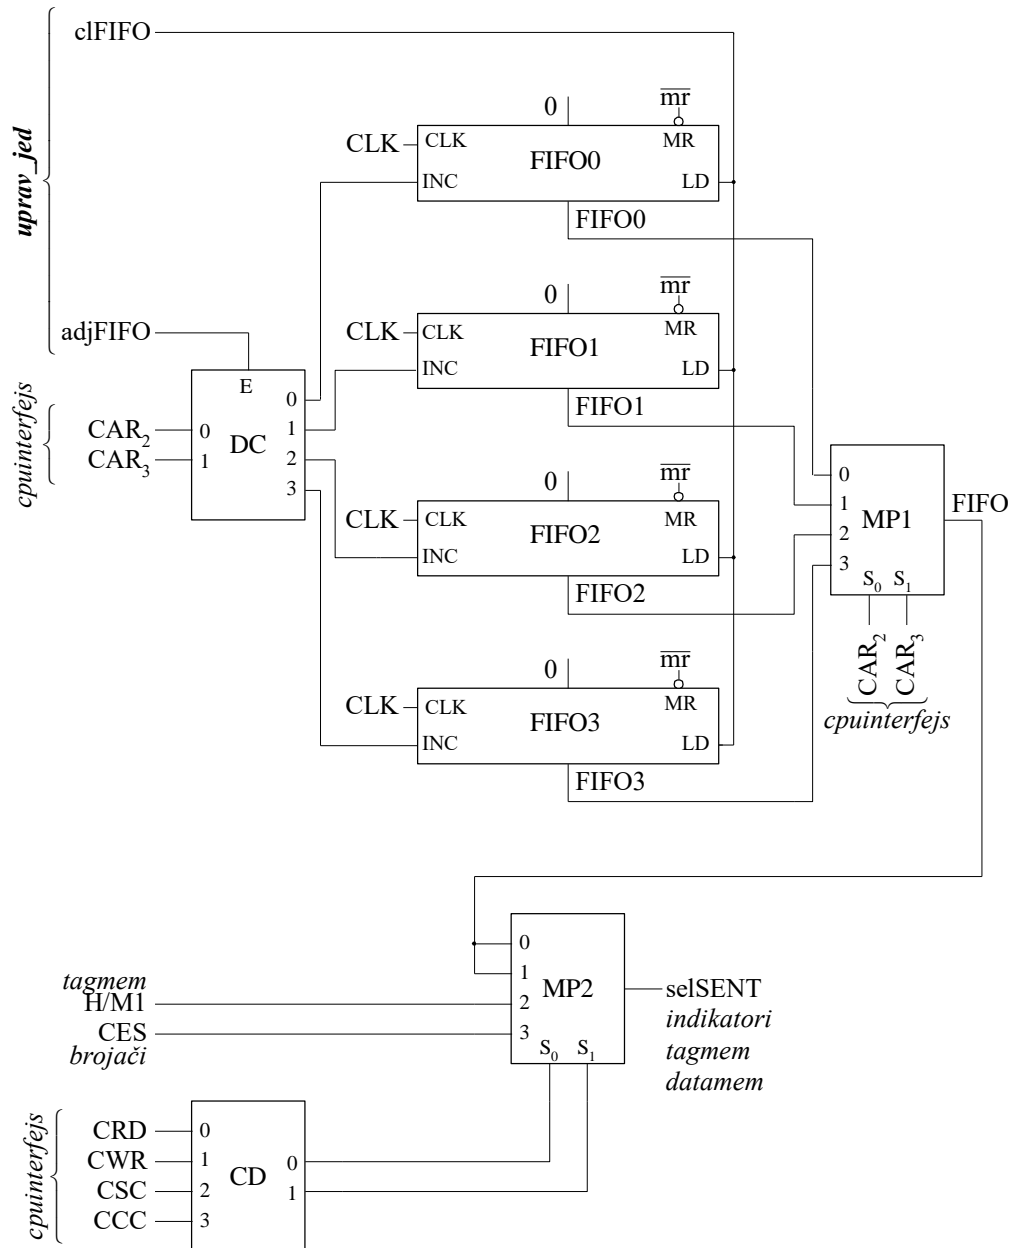 clFIFO
uprav_jed
0
mr
CLK
CLK
MR
FIFO0
INC
LD
FIFO0
0
mr
CLK
CLK
MR
FIFO1
INC
LD
FIFO1
adjFIFO
E
cpuinterfejs
CAR2
CAR3
0
1
DC
0
1
2
3
0
mr
CLK
CLK
MR
FIFO2
INC
LD
FIFO2
0
mr
CLK
CLK
MR
FIFO3
INC
LD
FIFO3
0
1
2
3
MP1
S0 S1
FIFO
CAR2
CAR3
cpuinterfejs
tagmem
H/M1
CES
brojači
0
1
2
3
MP2
S0 S1
selSENT
indikatori
tagmem
datamem
cpuinterfejs
CRD
CWR
CSC
CCC
0
1
2
3
CD
0
1